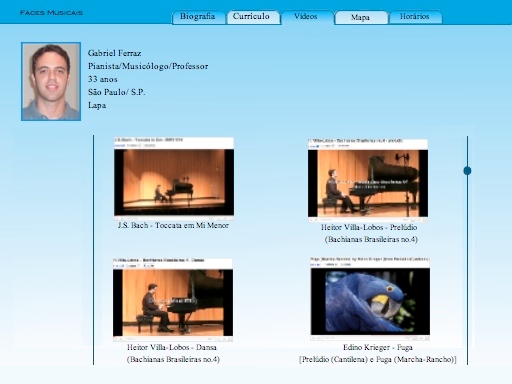 Faces Musicais
Biografia
Currículo
Vídeos
Mapa
Horários
Gabriel Ferraz
Pianista/Musicólogo/Professor
33 anos
São Paulo/ S.P.
Lapa
J.S. Bach - Toccata em Mi Menor
Heitor Villa-Lobos - Prelúdio
(Bachianas Brasileiras no.4)
Heitor Villa-Lobos - Dansa
(Bachianas Brasileiras no.4)
Edino Krieger - Fuga
[Prelúdio (Cantilena) e Fuga (Marcha-Rancho)]